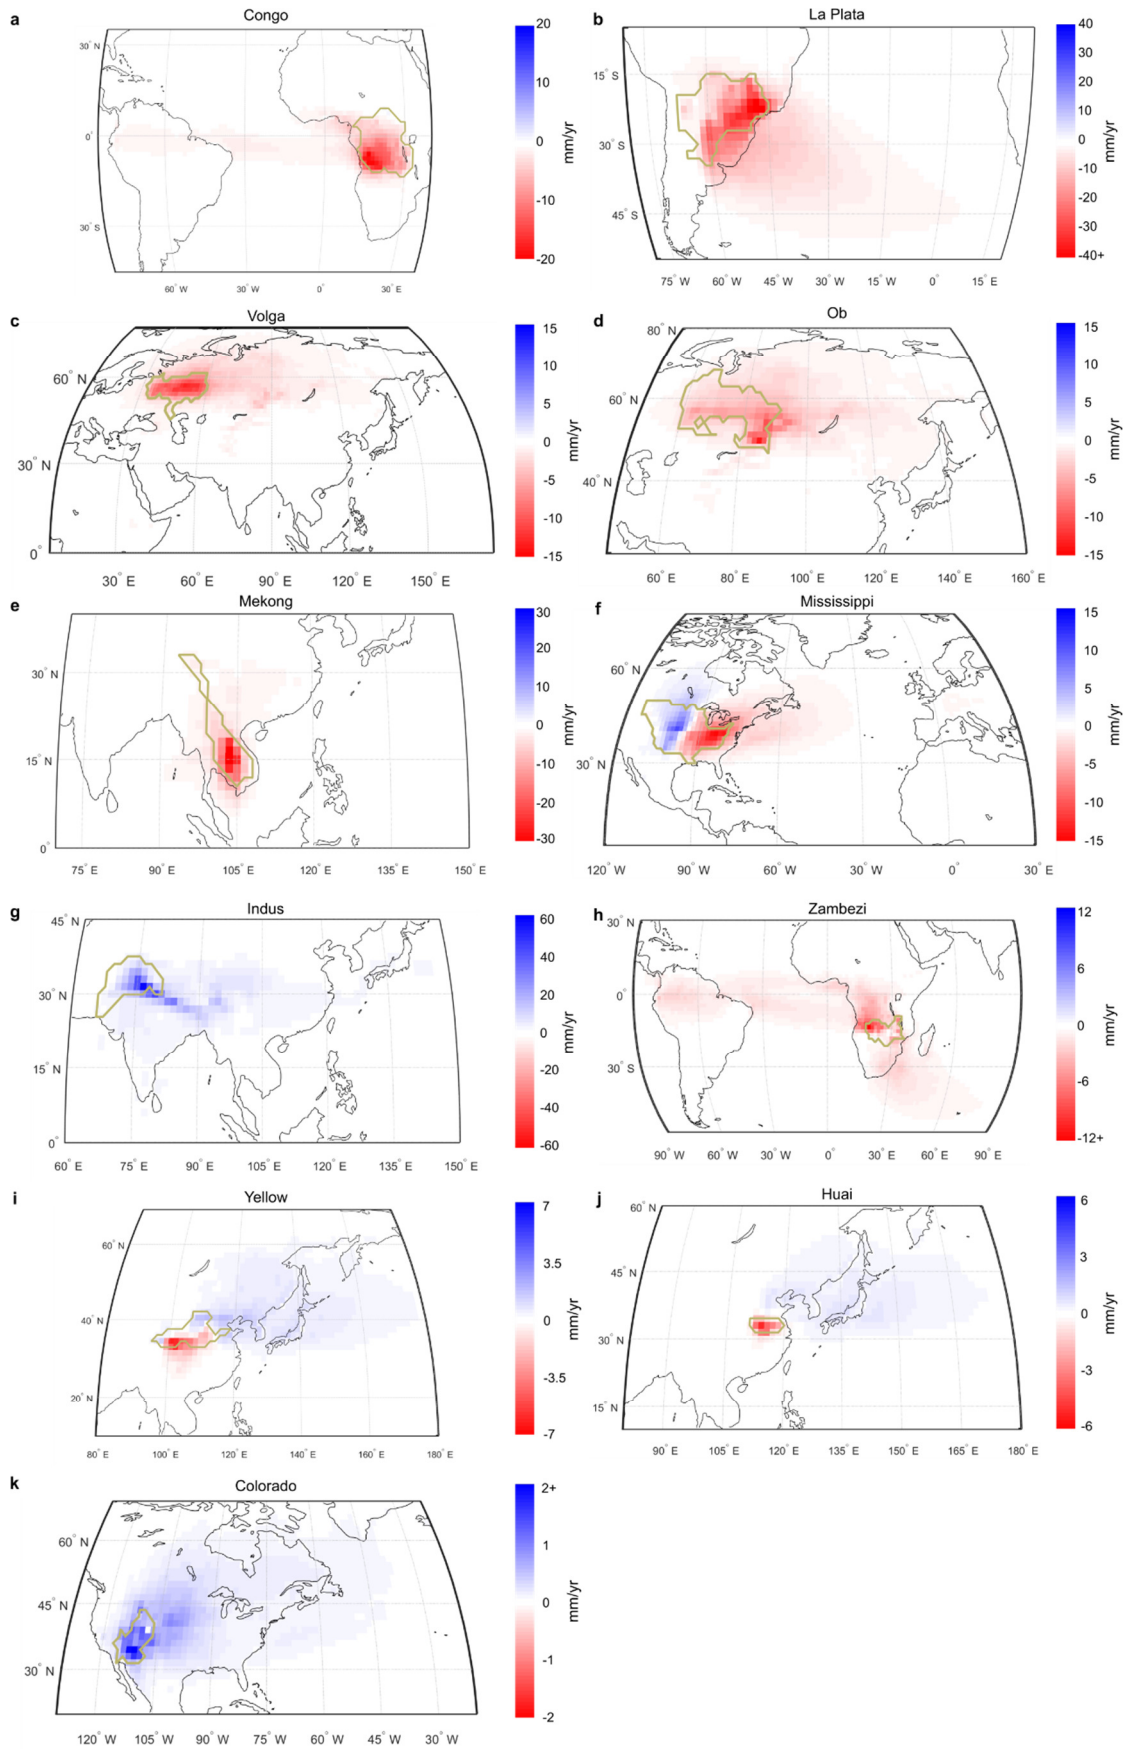 a
Congo
30° N
0°
30° S
60° W
30° W
0°
30° E
20
10
0
-10
-20
mm/yr
b
La Plata
15° S
30° S
45° S
75° W
60° W
45° W
30° W
15° W
0°
15° E
40
30
20
10
0
-10
-20
-30
-40+
mm/yr
c
Volga
60° N
30° N
0°
30° E
60° E
90° E
120° E
150° E
15
10
5
0
-5
-10
-15
mm/yr
d
Ob
80° N
60° N
40° N
60° E
80° E
100° E
120° E
140° E
160° E
15
10
5
0
-5
-10
-15
mm/yr
e
Mekong
30° N
15° N
0°
75° E
90° E
105° E
120° E
135° E
150° E
30
20
10
0
-10
-20
-30
mm/yr
f
Mississippi
60° N
30° N
120° W
90° W
60° W
30° W
0°
30° E
15
10
5
0
-5
-10
-15
mm/yr
g
Indus
45° N
30° N
15° N
0°
60° E
75° E
90° E
105° E
120° E
135° E
150° E
60
40
20
0
-20
-40
-60
mm/yr
h
Zambezi
30° N
0°
30° S
90° W
60° W
30° W
0°
30° E
60° E
90° E
12
6
0
-6
-12+
mm/yr
i
Yellow
60° N
40° N
20° N
80° E
100° E
120° E
140° E
160° E
180° E
7
3.5
0
-3.5
-7
mm/yr
j
Huai
60° N
45° N
30° N
15° N
90° E
105° E
120° E
135° E
150° E
165° E
180° E
6
3
0
-3
-6
mm/yr
k
Colorado
60° N
45° N
30° N
120° W
105° W
90° W
75° W
60° W
45° W
30° W
2+
1
0
-1
-2
mm/yr